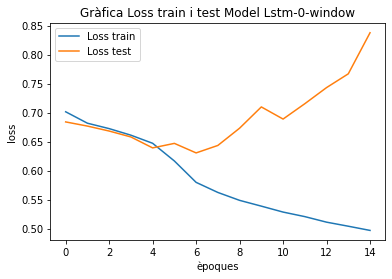 Gràfica Loss train i test Model Lstm-0-window
Loss train
Loss test
loss
0.85
0.80
0.75
0.70
0.65
0.60
0.55
0.50
0 2 4 6 8 10 12 14
èpoques